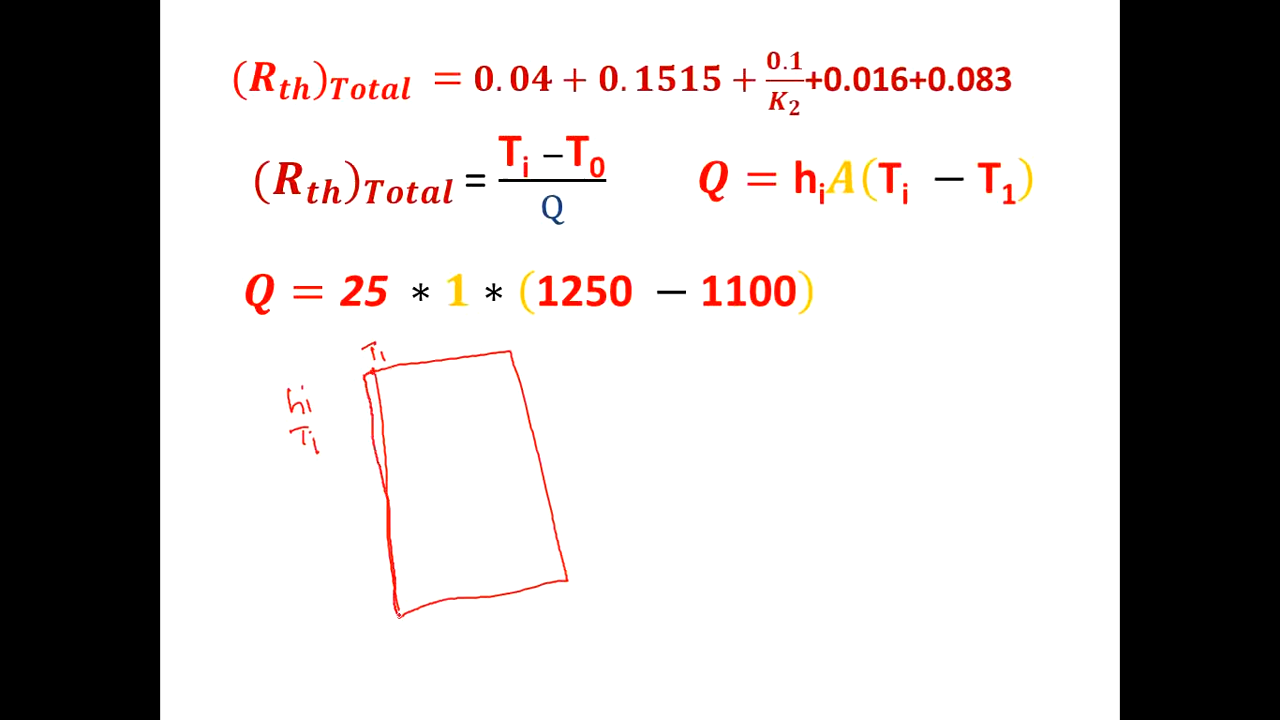 (R_th)_Total = 0.04 + 0.1515 + 0.1/K_2 +0.016+0.083
(R_th)_Total = T_i − T_0 / Q
Q = h_i A(T_i − T_1)
Q = 25 * 1 * (1250 − 1100)
T_1
h_i
T_i